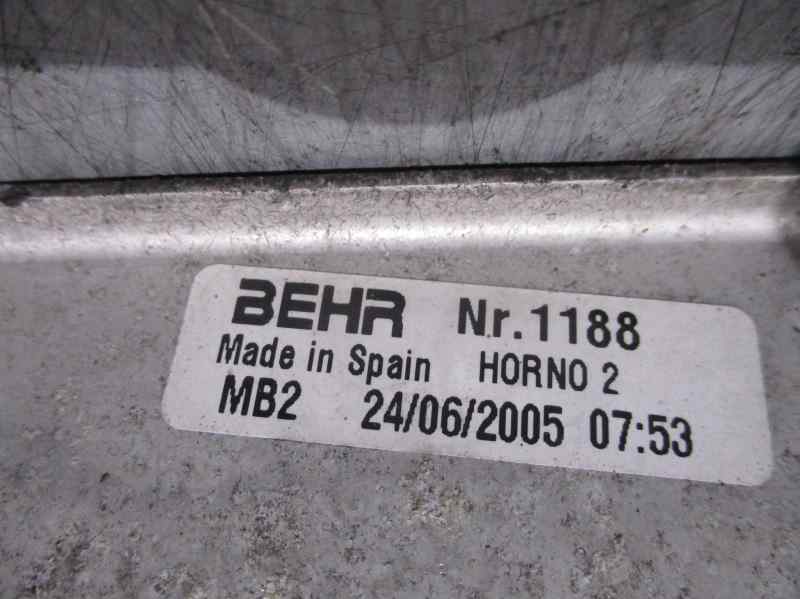 BEHR Nr.1188
Made in Spain HORNO 2
MB2 24/06/2005 07:53